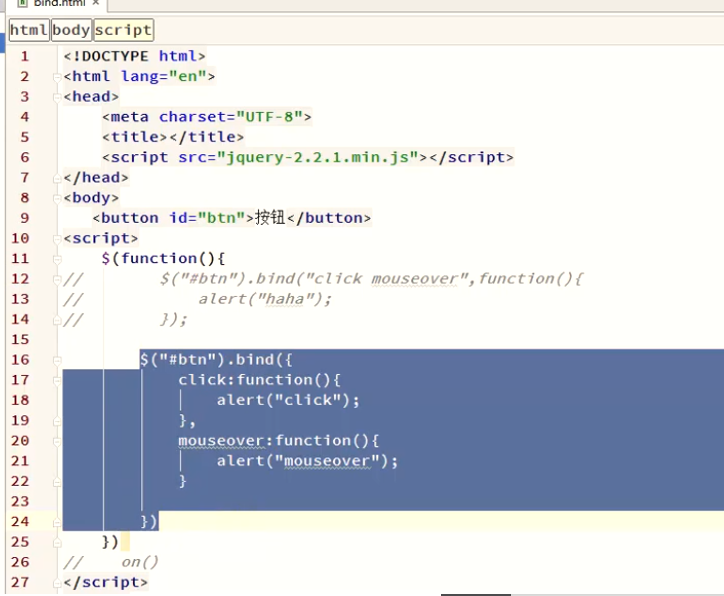 bind.html ×
html body script
1 <!DOCTYPE html>
2 <html lang="en">
3 <head>
4     <meta charset="UTF-8">
5     <title></title>
6     <script src="jquery-2.2.1.min.js"></script>
7 </head>
8 <body>
9    <button id="btn">按钮</button>
10 <script>
11     $(function(){
12 //        $("#btn").bind("click mouseover",function(){
13 //            alert("haha");
14 //        });
15
16         $("#btn").bind({
17             click:function(){
18                 alert("click");
19             },
20             mouseover:function(){
21                 alert("mouseover");
22             }
23
24         })
25     })
26 //    on()
27 </script>